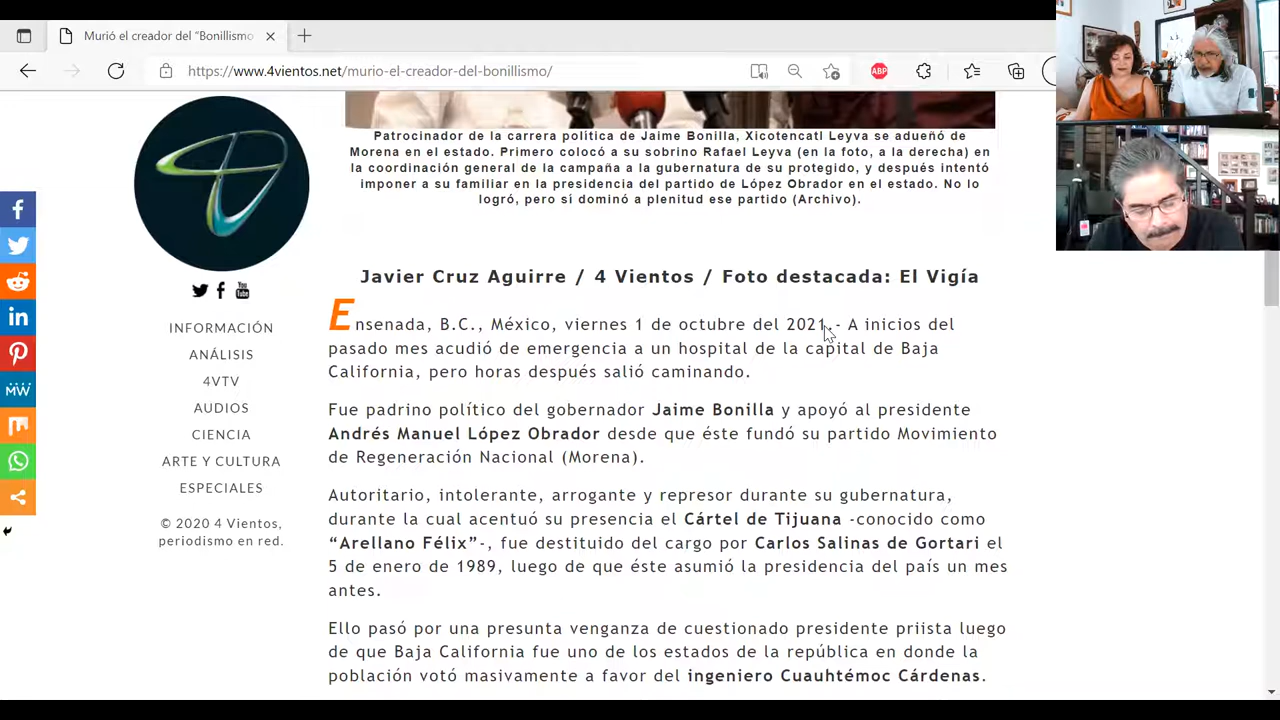 Murió el creador del "Bonillismo
https://www.4vientos.net/murio-el-creador-del-bonillismo/
ABP
Patrocinador de la carrera política de Jaime Bonilla, Xicotencatl Leyva se adueñó de
Morena en el estado. Primero colocó a su sobrino Rafael Leyva (en la foto, a la derecha) en
la coordinación general de la campaña a la gubernatura de su protegido, y después intentó
imponer a su familiar en la presidencia del partido de López Obrador en el estado. No lo
logró, pero sí dominó a plenitud ese partido (Archivo).
Javier Cruz Aguirre / 4 Vientos / Foto destacada: El Vigía
Ensenada, B.C., México, viernes 1 de octubre del 2021.- A inicios del
pasado mes acudió de emergencia a un hospital de la capital de Baja
California, pero horas después salió caminando.
Fue padrino político del gobernador Jaime Bonilla y apoyó al presidente
Andrés Manuel López Obrador desde que éste fundó su partido Movimiento
de Regeneración Nacional (Morena).
Autoritario, intolerante, arrogante y represor durante su gubernatura,
durante la cual acentuó su presencia el Cártel de Tijuana -conocido como
“Arellano Félix”-, fue destituido del cargo por Carlos Salinas de Gortari el
5 de enero de 1989, luego de que éste asumió la presidencia del país un mes
antes.
Ello pasó por una presunta venganza de cuestionado presidente priista luego
de que Baja California fue uno de los estados de la república en donde la
población votó masivamente a favor del ingeniero Cuauhtémoc Cárdenas.
You
Tube
INFORMACIÓN
ANÁLISIS
4VTV
AUDIOS
CIENCIA
ARTE Y CULTURA
ESPECIALES
© 2020 4 Vientos,
periodismo en red.
MW